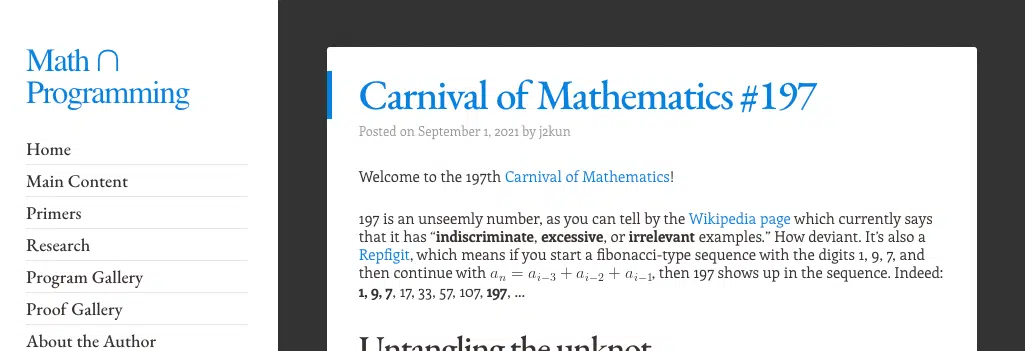 Math ∩
Programming
Home
Main Content
Primers
Research
Program Gallery
Proof Gallery
About the Author
Carnival of Mathematics #197
Posted on September 1, 2021 by j2kun
Welcome to the 197th Carnival of Mathematics!
197 is an unseemly number, as you can tell by the Wikipedia page which currently says
that it has “indiscriminate, excessive, or irrelevant examples.” How deviant. It’s also a
Repfigit, which means if you start a fibonacci-type sequence with the digits 1, 9, 7, and
then continue with aₙ = aᵢ₋₃ + aᵢ₋₂ + aᵢ₋₁, then 197 shows up in the sequence. Indeed:
1, 9, 7, 17, 33, 57, 107, 197, …
Untangling the unknot